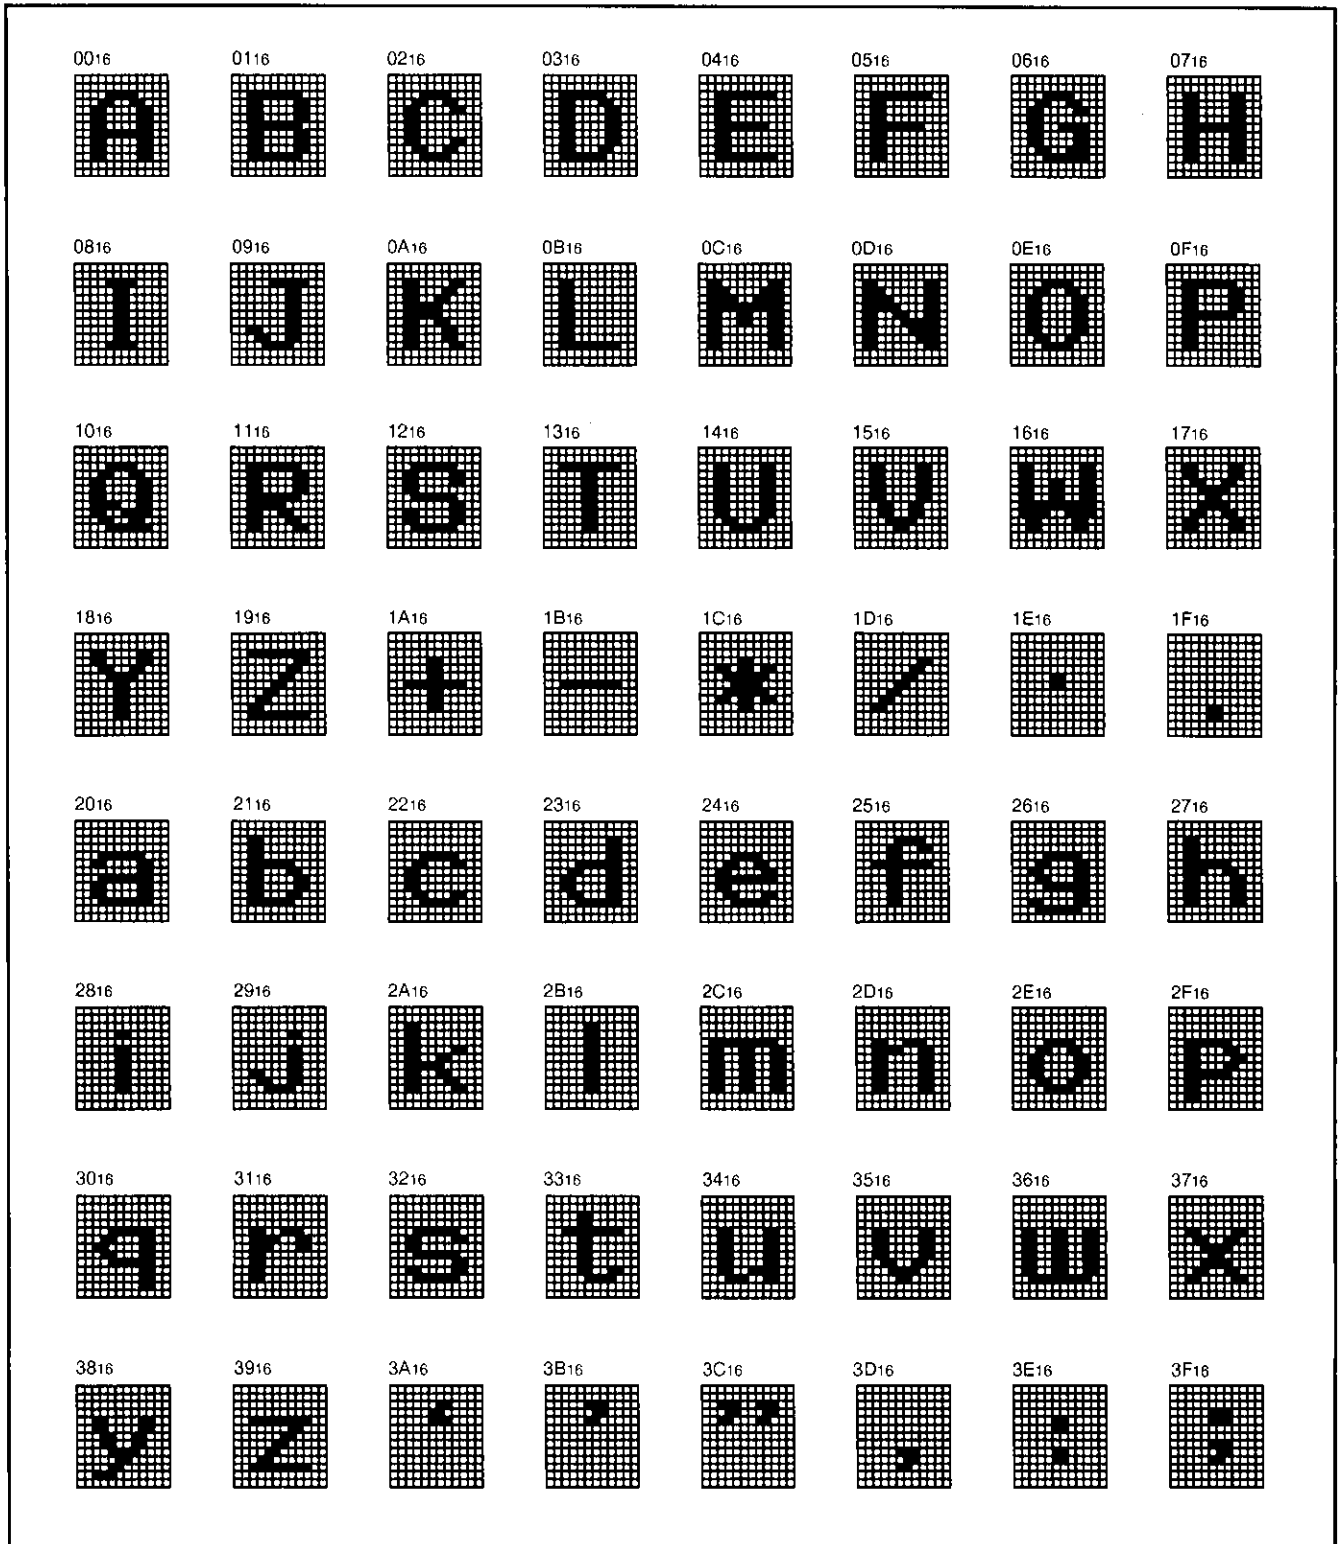 0016 0116 0216 0316 0416 0516 0616 0716
A B C D E F G H
0816 0916 0A16 0B16 0C16 0D16 0E16 0F16
I J K L M N O P
1016 1116 1216 1316 1416 1516 1616 1716
Q R S T U V W X
1816 1916 1A16 1B16 1C16 1D16 1E16 1F16
Y Z + − * / · .
2016 2116 2216 2316 2416 2516 2616 2716
a b c d e f g h
2816 2916 2A16 2B16 2C16 2D16 2E16 2F16
i j k l m n o p
3016 3116 3216 3316 3416 3516 3616 3716
q r s t u v w x
3816 3916 3A16 3B16 3C16 3D16 3E16 3F16
y z ‘ ’ ” , : ;